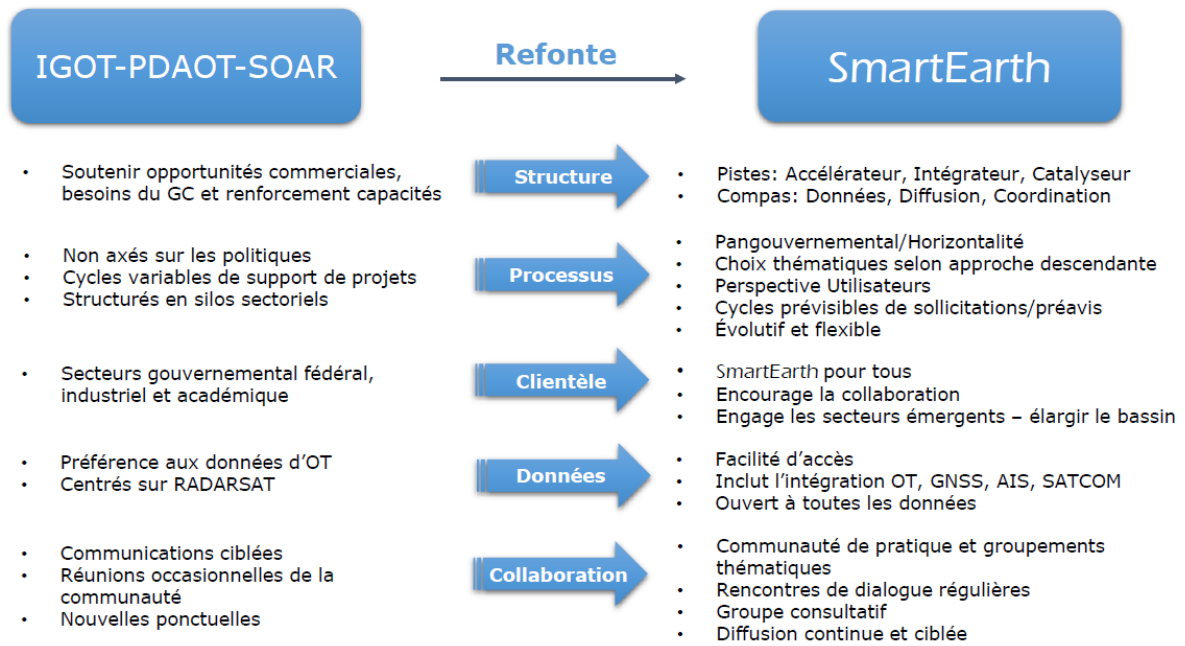 IGOT-PDAOT-SOAR
Refonte
SmartEarth
• Soutenir opportunités commerciales,
besoins du GC et renforcement capacités
Structure
• Pistes: Accélérateur, Intégrateur, Catalyseur
• Compas: Données, Diffusion, Coordination
• Non axés sur les politiques
• Cycles variables de support de projets
• Structurés en silos sectoriels
Processus
• Pangouvernemental/Horizontalité
• Choix thématiques selon approche descendante
• Perspective Utilisateurs
• Cycles prévisibles de sollicitations/préavis
• Évolutif et flexible
• Secteurs gouvernemental fédéral,
industriel et académique
Clientèle
• SmartEarth pour tous
• Encourage la collaboration
• Engage les secteurs émergents – élargir le bassin
• Préférence aux données d’OT
• Centrés sur RADARSAT
Données
• Facilité d’accès
• Inclut l’intégration OT, GNSS, AIS, SATCOM
• Ouvert à toutes les données
• Communications ciblées
• Réunions occasionnelles de la
communauté
• Nouvelles ponctuelles
Collaboration
• Communauté de pratique et groupements
thématiques
• Rencontres de dialogue régulières
• Groupe consultatif
• Diffusion continue et ciblée